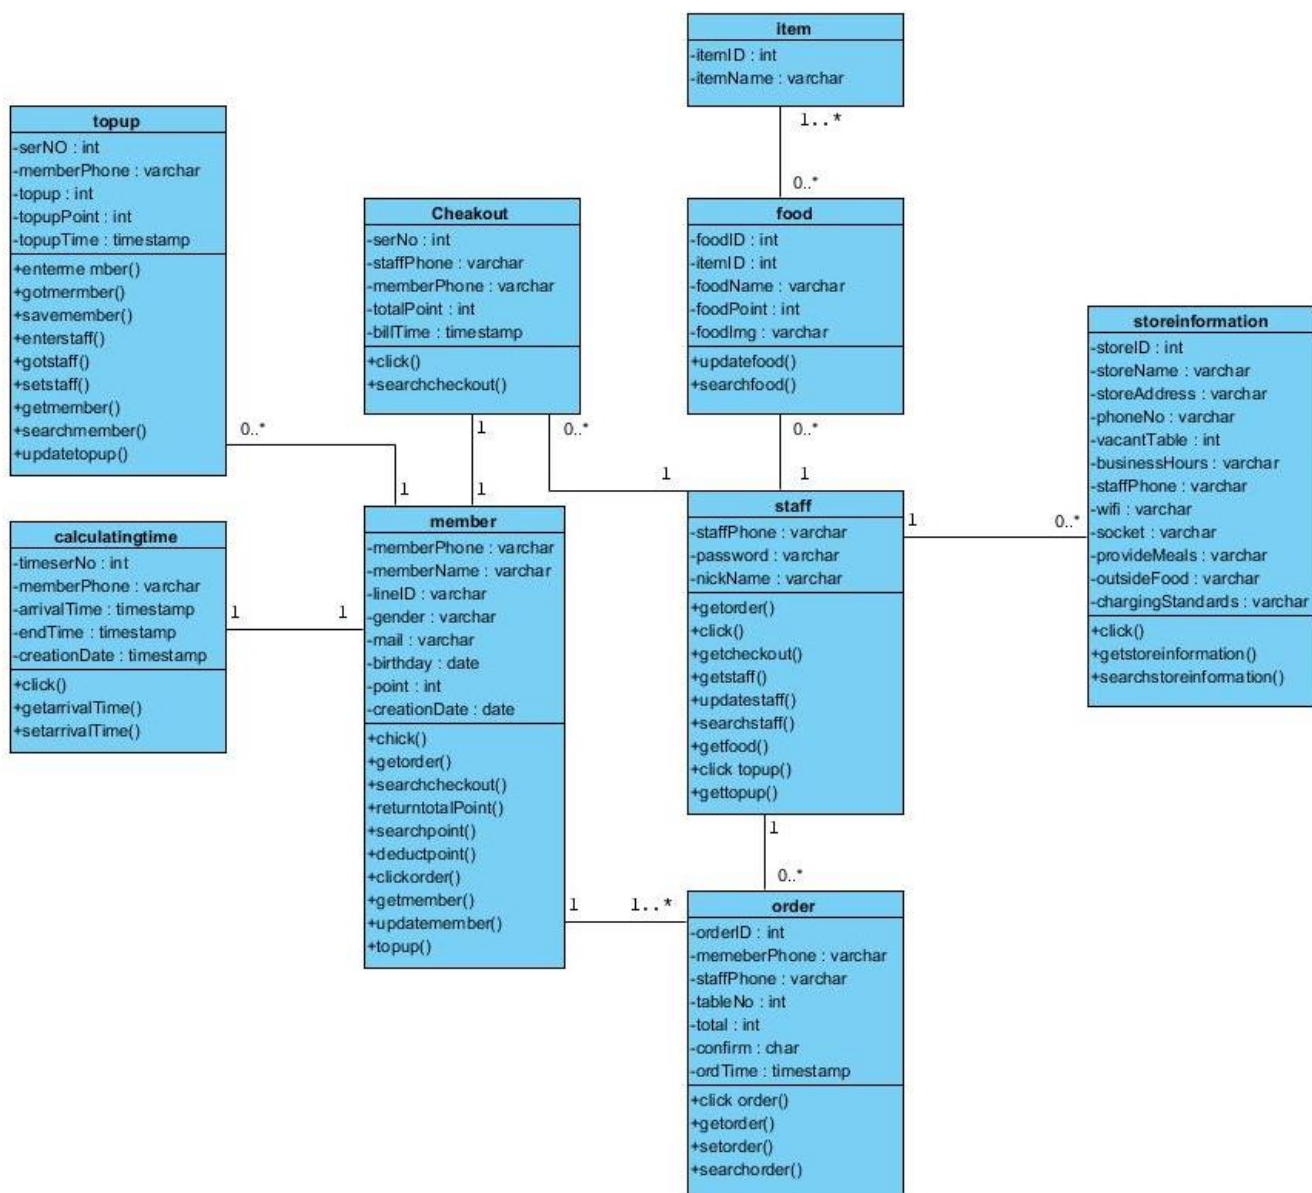 item
-itemID : int
-itemName : varchar
1..*
0..*
topup
-serNO : int
-memberPhone : varchar
-topup : int
-topupPoint : int
-topupTime : timestamp
+enterme mber()
+gotmermber()
+savemember()
+enterstaff()
+gotstaff()
+setstaff()
+getmember()
+searchmember()
+updatetopup()
0..*
1
Cheakout
-serNo : int
-staffPhone : varchar
-memberPhone : varchar
-totalPoint : int
-billTime : timestamp
+click()
+searchcheckout()
1
1
0..*
1
food
-foodID : int
-itemID : int
-foodName : varchar
-foodPoint : int
-foodImg : varchar
+updatefood()
+searchfood()
0..*
1
storeinformation
-storeID : int
-storeName : varchar
-storeAddress : varchar
-phoneNo : varchar
-vacantTable : int
-businessHours : varchar
-staffPhone : varchar
-wifi : varchar
-socket : varchar
-provideMeals : varchar
-outsideFood : varchar
-chargingStandards : varchar
+click()
+getstoreinformation()
+searchstoreinformation()
calculatingtime
-timeserNo : int
-memberPhone : varchar
-arrivalTime : timestamp
-endTime : timestamp
-creationDate : timestamp
+click()
+getarrivalTime()
+setarrivalTime()
1
1
member
-memberPhone : varchar
-memberName : varchar
-lineID : varchar
-gender : varchar
-mail : varchar
-birthday : date
-point : int
-creationDate : date
+chick()
+getorder()
+searchcheckout()
+returntotalPoint()
+searchpoint()
+deductpoint()
+clickorder()
+getmember()
+updatemember()
+topup()
staff
-staffPhone : varchar
-password : varchar
-nickName : varchar
+getorder()
+click()
+getcheckout()
+getstaff()
+updatestaff()
+searchstaff()
+getfood()
+click topup()
+gettopup()
1
0..*
1
0..*
1
1..*
order
-orderID : int
-memeberPhone : varchar
-staffPhone : varchar
-tableNo : int
-total : int
-confirm : char
-ordTime : timestamp
+click order()
+getorder()
+setorder()
+searchorder()